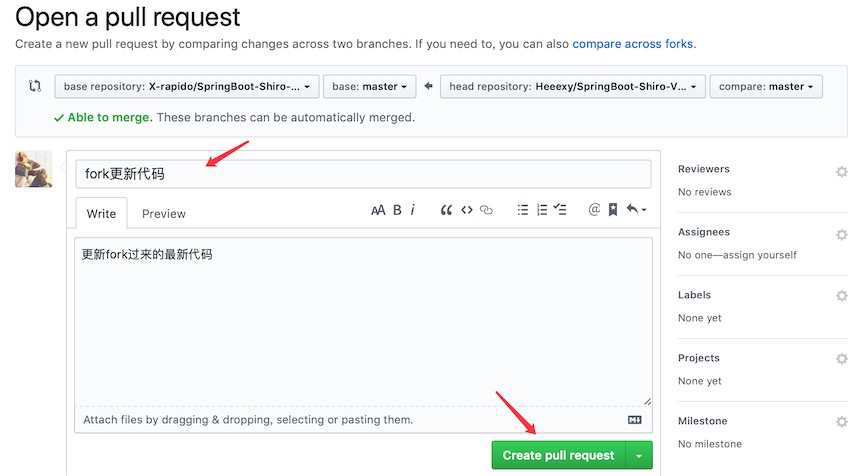 Open a pull request
Create a new pull request by comparing changes across two branches. If you need to, you can also compare across forks.
base repository: X-rapido/SpringBoot-Shiro-... base: master head repository: Heeexy/SpringBoot-Shiro-V... compare: master
Able to merge. These branches can be automatically merged.
fork更新代码
Write Preview AA B i @
更新fork过来的最新代码
Attach files by dragging & dropping, selecting or pasting them.
Create pull request
Reviewers
No reviews
Assignees
No one—assign yourself
Labels
None yet
Projects
None yet
Milestone
No milestone